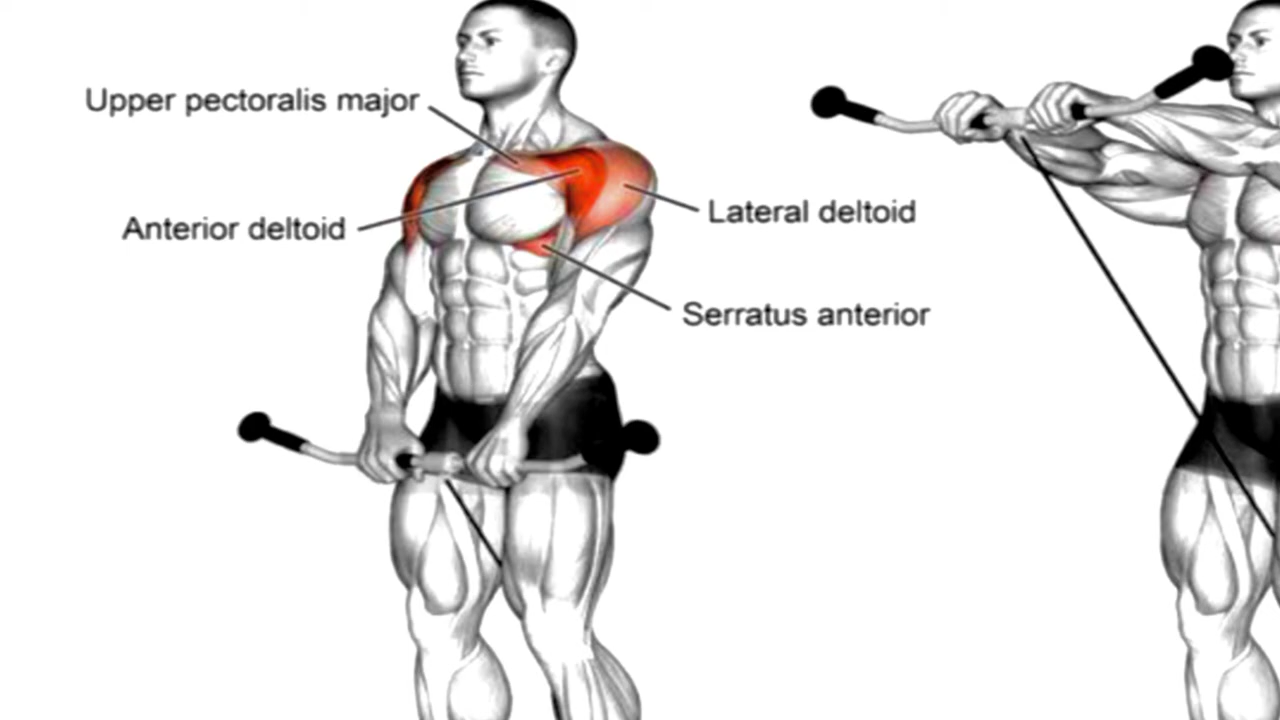 Upper pectoralis major
Anterior deltoid
Lateral deltoid
Serratus anterior